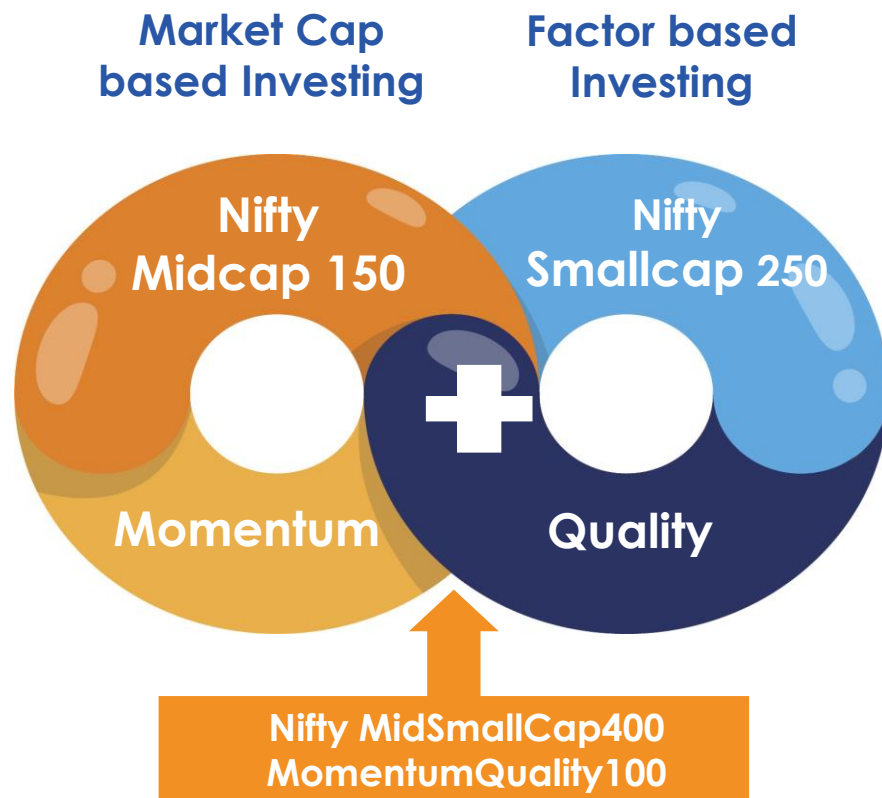 Market Cap
based Investing
Factor based
Investing
Nifty
Midcap 150
Nifty
Smallcap 250
Momentum
Quality
Nifty MidSmallCap400
MomentumQuality100